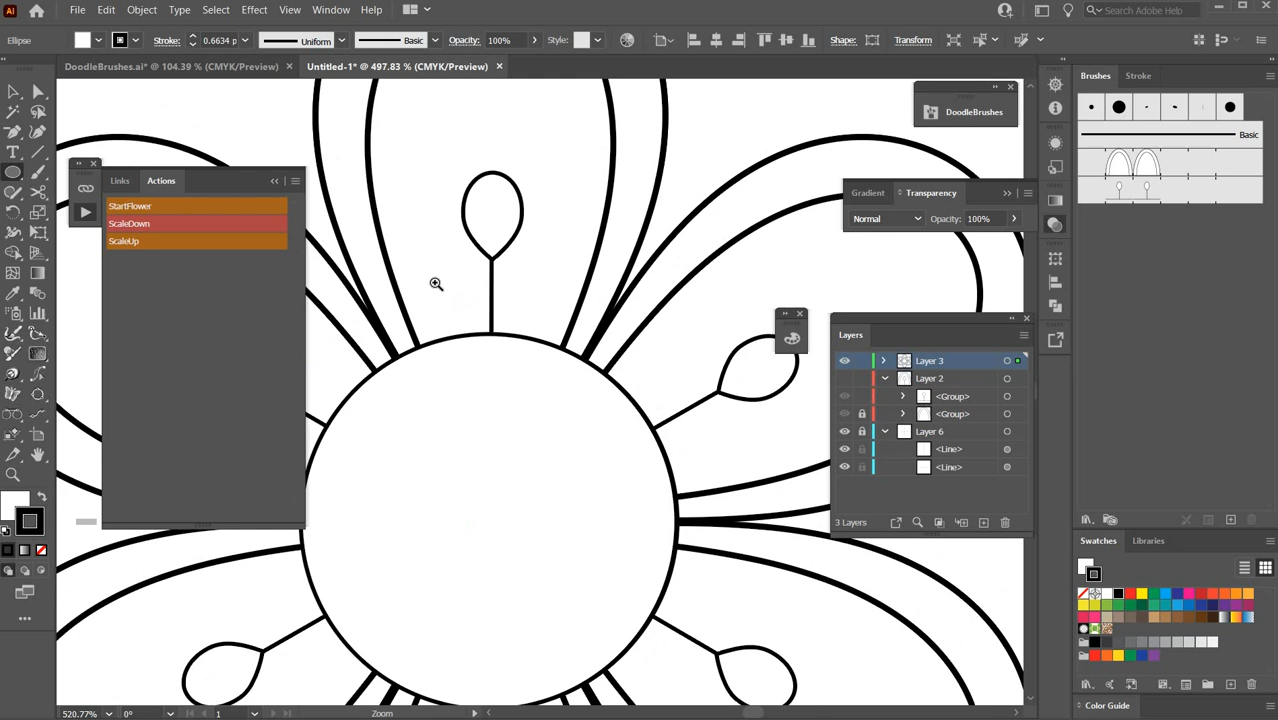 Ai File Edit Object Type Select Effect View Window Help Search Adobe Help
Ellipse Stroke: 0.6634 p Uniform Basic Opacity: 100% Style: Shape: Transform
DoodleBrushes.ai* @ 104.39 % (CMYK/Preview) Untitled-1* @ 497.83 % (CMYK/Preview)
Brushes Stroke
DoodleBrushes
Basic
Links Actions
StartFlower
ScaleDown
ScaleUp
Gradient Transparency
Normal Opacity: 100%
Layers
Layer 3
Layer 2
<Group>
<Group>
Layer 6
<Line>
<Line>
3 Layers
Swatches Libraries
Color Guide
520.77% 0° 1 Zoom